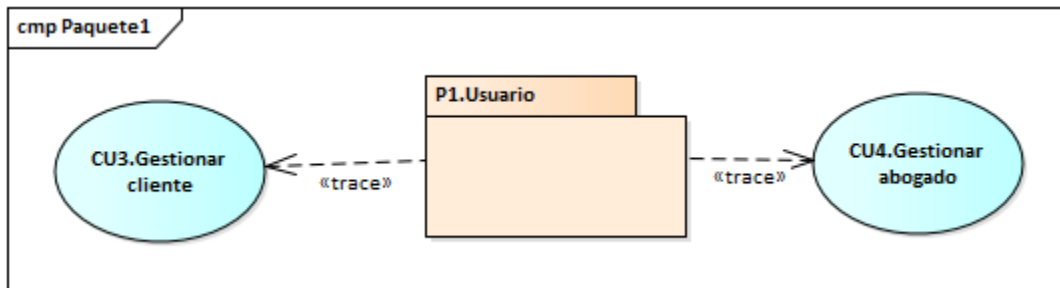 cmp Paquete1
P1.Usuario
CU3.Gestionar
cliente
«trace»
«trace»
CU4.Gestionar
abogado